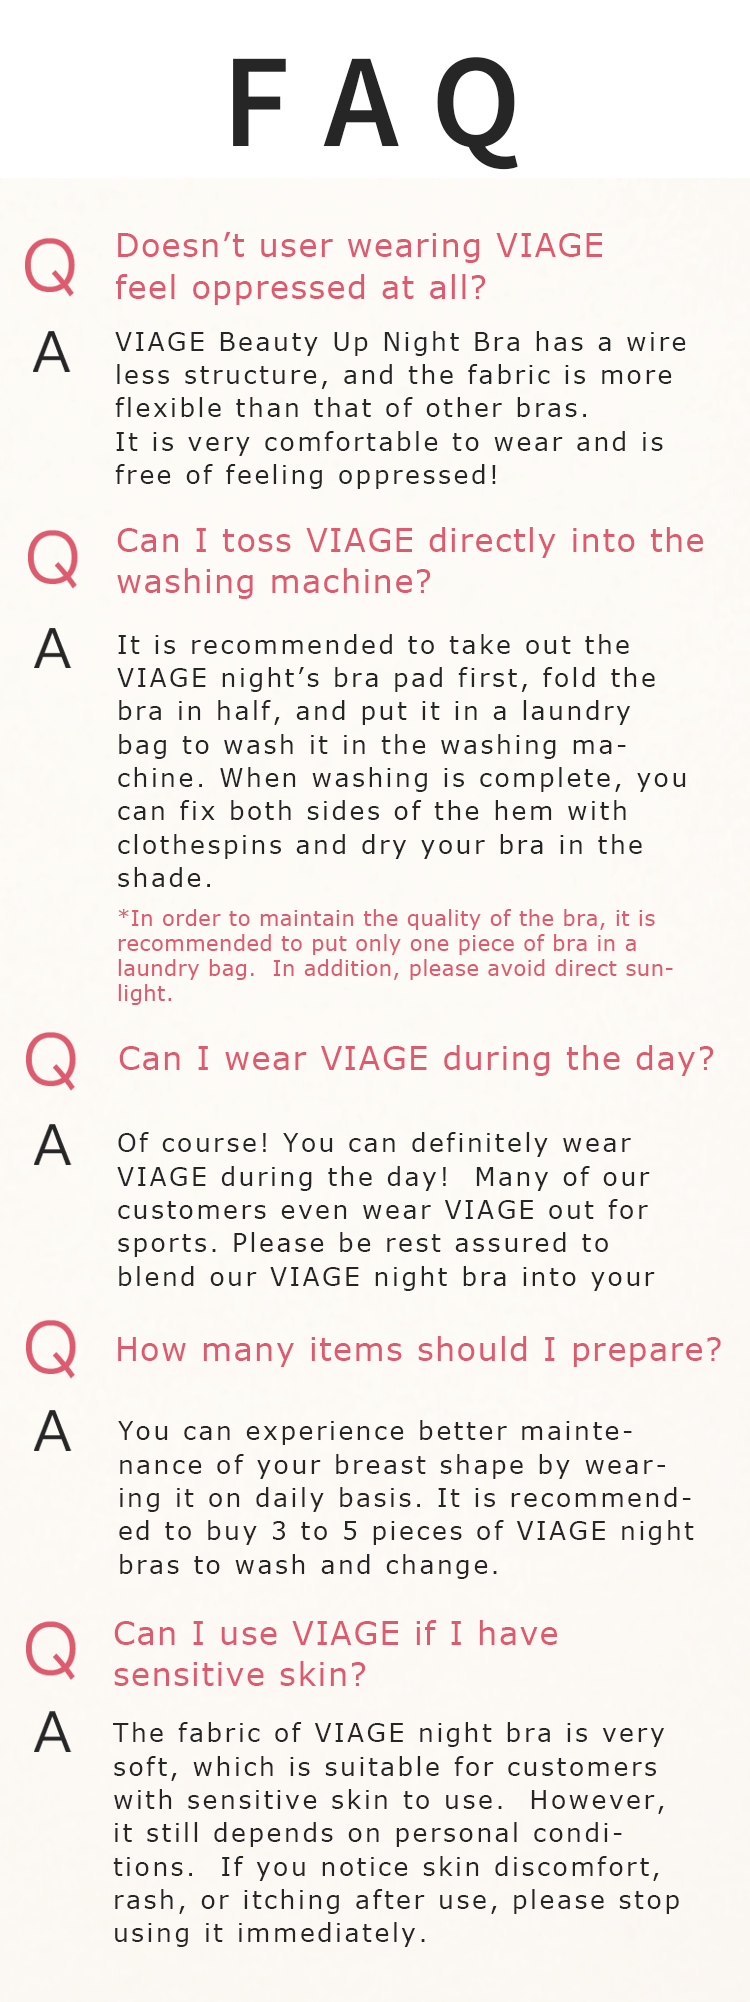 FAQ
Q Doesn’t user wearing VIAGE
feel oppressed at all?
A VIAGE Beauty Up Night Bra has a wire
less structure, and the fabric is more
flexible than that of other bras.
It is very comfortable to wear and is
free of feeling oppressed!
Q Can I toss VIAGE directly into the
washing machine?
A It is recommended to take out the
VIAGE night’s bra pad first, fold the
bra in half, and put it in a laundry
bag to wash it in the washing ma-
chine. When washing is complete, you
can fix both sides of the hem with
clothespins and dry your bra in the
shade.
*In order to maintain the quality of the bra, it is
recommended to put only one piece of bra in a
laundry bag.  In addition, please avoid direct sun-
light.
Q Can I wear VIAGE during the day?
A Of course! You can definitely wear
VIAGE during the day!  Many of our
customers even wear VIAGE out for
sports. Please be rest assured to
blend our VIAGE night bra into your
Q How many items should I prepare?
A You can experience better mainte-
nance of your breast shape by wear-
ing it on daily basis. It is recommend-
ed to buy 3 to 5 pieces of VIAGE night
bras to wash and change.
Q Can I use VIAGE if I have
sensitive skin?
A The fabric of VIAGE night bra is very
soft, which is suitable for customers
with sensitive skin to use.  However,
it still depends on personal condi-
tions.  If you notice skin discomfort,
rash, or itching after use, please stop
using it immediately.